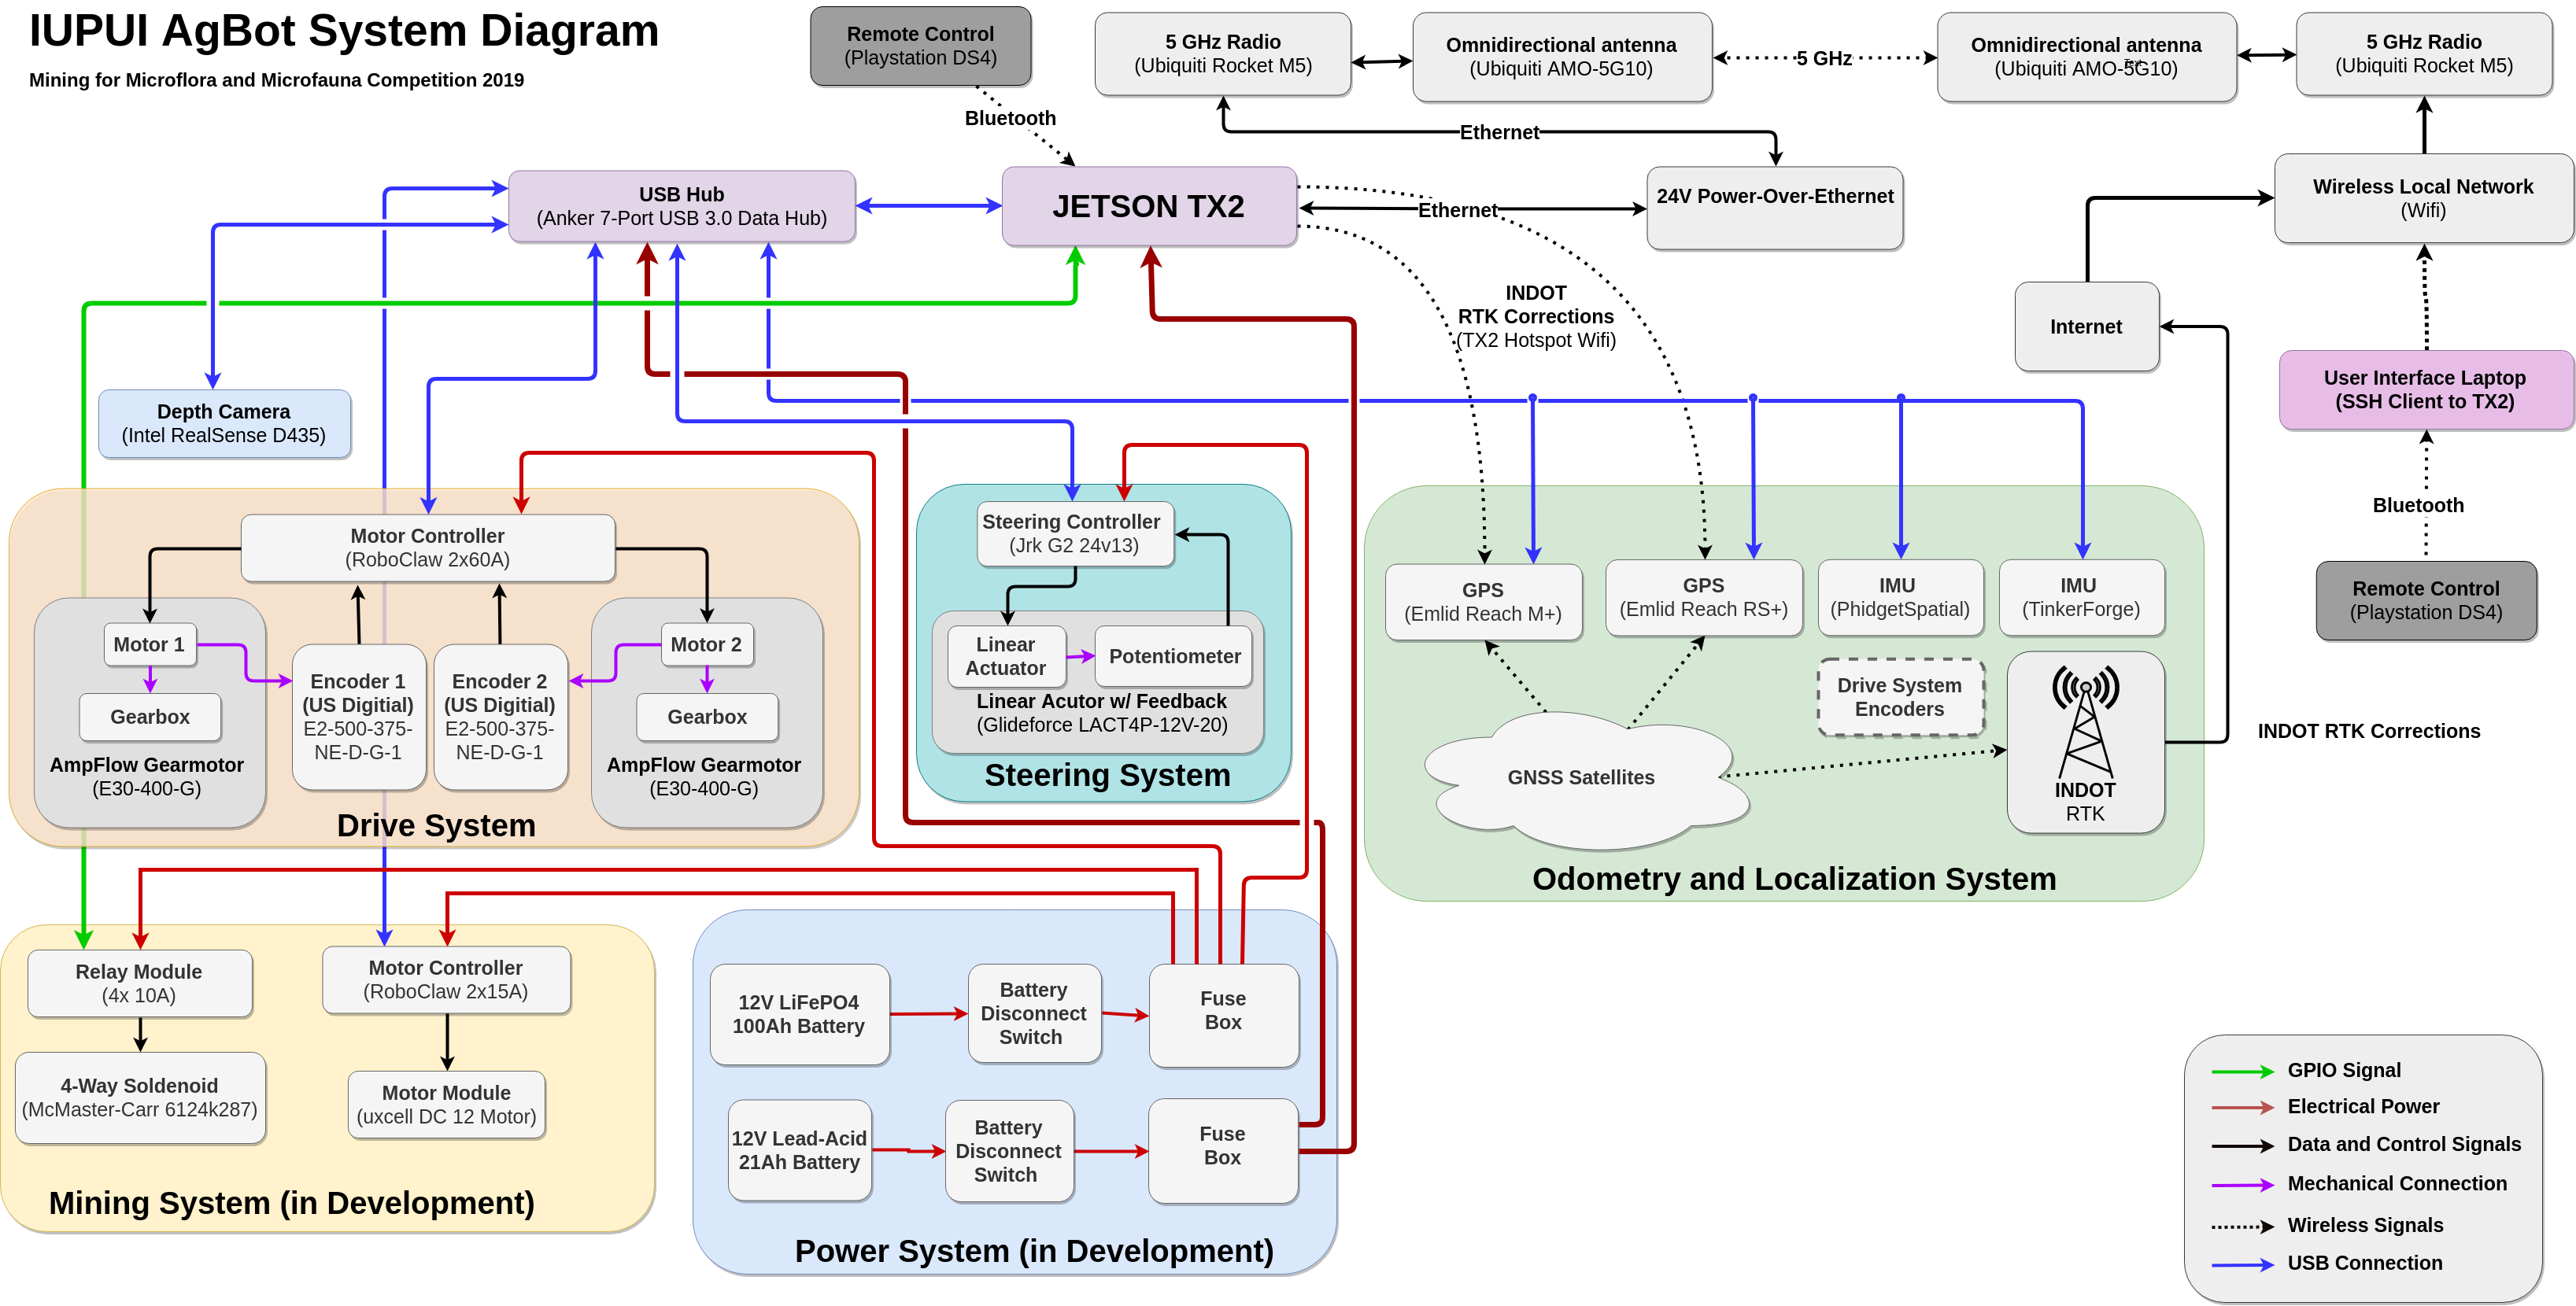 IUPUI AgBot System Diagram
Mining for Microflora and Microfauna Competition 2019
Remote Control
(Playstation DS4)
5 GHz Radio
(Ubiquiti Rocket M5)
Omnidirectional antenna
(Ubiquiti AMO-5G10)
5 GHz
Omnidirectional antenna
(Ubiquiti AMO-5G10)
Text
5 GHz Radio
(Ubiquiti Rocket M5)
Bluetooth
Ethernet
USB Hub
(Anker 7-Port USB 3.0 Data Hub)
JETSON TX2
Ethernet
24V Power-Over-Ethernet
Wireless Local Network
(Wifi)
INDOT
RTK Corrections
(TX2 Hotspot Wifi)
Internet
User Interface Laptop
(SSH Client to TX2)
Bluetooth
Remote Control
(Playstation DS4)
Depth Camera
(Intel RealSense D435)
Motor Controller
(RoboClaw 2x60A)
Motor 1
Gearbox
AmpFlow Gearmotor
(E30-400-G)
Encoder 1
(US Digitial)
E2-500-375-
NE-D-G-1
Encoder 2
(US Digitial)
E2-500-375-
NE-D-G-1
Motor 2
Gearbox
AmpFlow Gearmotor
(E30-400-G)
Drive System
Steering Controller
(Jrk G2 24v13)
Linear
Actuator
Potentiometer
Linear Acutor w/ Feedback
(Glideforce LACT4P-12V-20)
Steering System
GPS
(Emlid Reach M+)
GPS
(Emlid Reach RS+)
IMU
(PhidgetSpatial)
IMU
(TinkerForge)
Drive System
Encoders
GNSS Satellites
INDOT
RTK
INDOT RTK Corrections
Odometry and Localization System
Relay Module
(4x 10A)
Motor Controller
(RoboClaw 2x15A)
4-Way Soldenoid
(McMaster-Carr 6124k287)
Motor Module
(uxcell DC 12 Motor)
Mining System (in Development)
12V LiFePO4
100Ah Battery
Battery
Disconnect
Switch
Fuse
Box
12V Lead-Acid
21Ah Battery
Battery
Disconnect
Switch
Fuse
Box
Power System (in Development)
GPIO Signal
Electrical Power
Data and Control Signals
Mechanical Connection
Wireless Signals
USB Connection